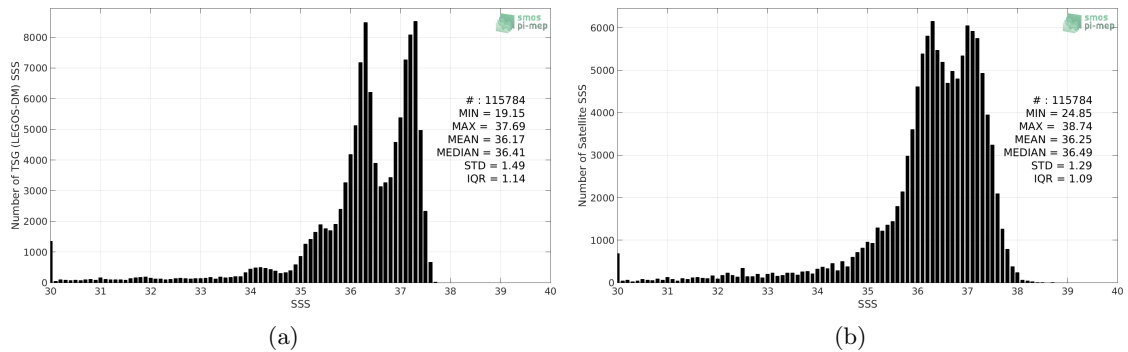 smos
pi-mep
Number of TSG (LEGOS-DM) SSS
8000
7000
6000
5000
4000
3000
2000
1000
0
# : 115784
MIN = 19.15
MAX = 37.69
MEAN = 36.17
MEDIAN = 36.41
STD = 1.49
IQR = 1.14
30 31 32 33 34 35 36 37 38 39 40
SSS
(a)
smos
pi-mep
Number of Satellite SSS
6000
5000
4000
3000
2000
1000
0
# : 115784
MIN = 24.85
MAX = 38.74
MEAN = 36.25
MEDIAN = 36.49
STD = 1.29
IQR = 1.09
30 31 32 33 34 35 36 37 38 39 40
SSS
(b)